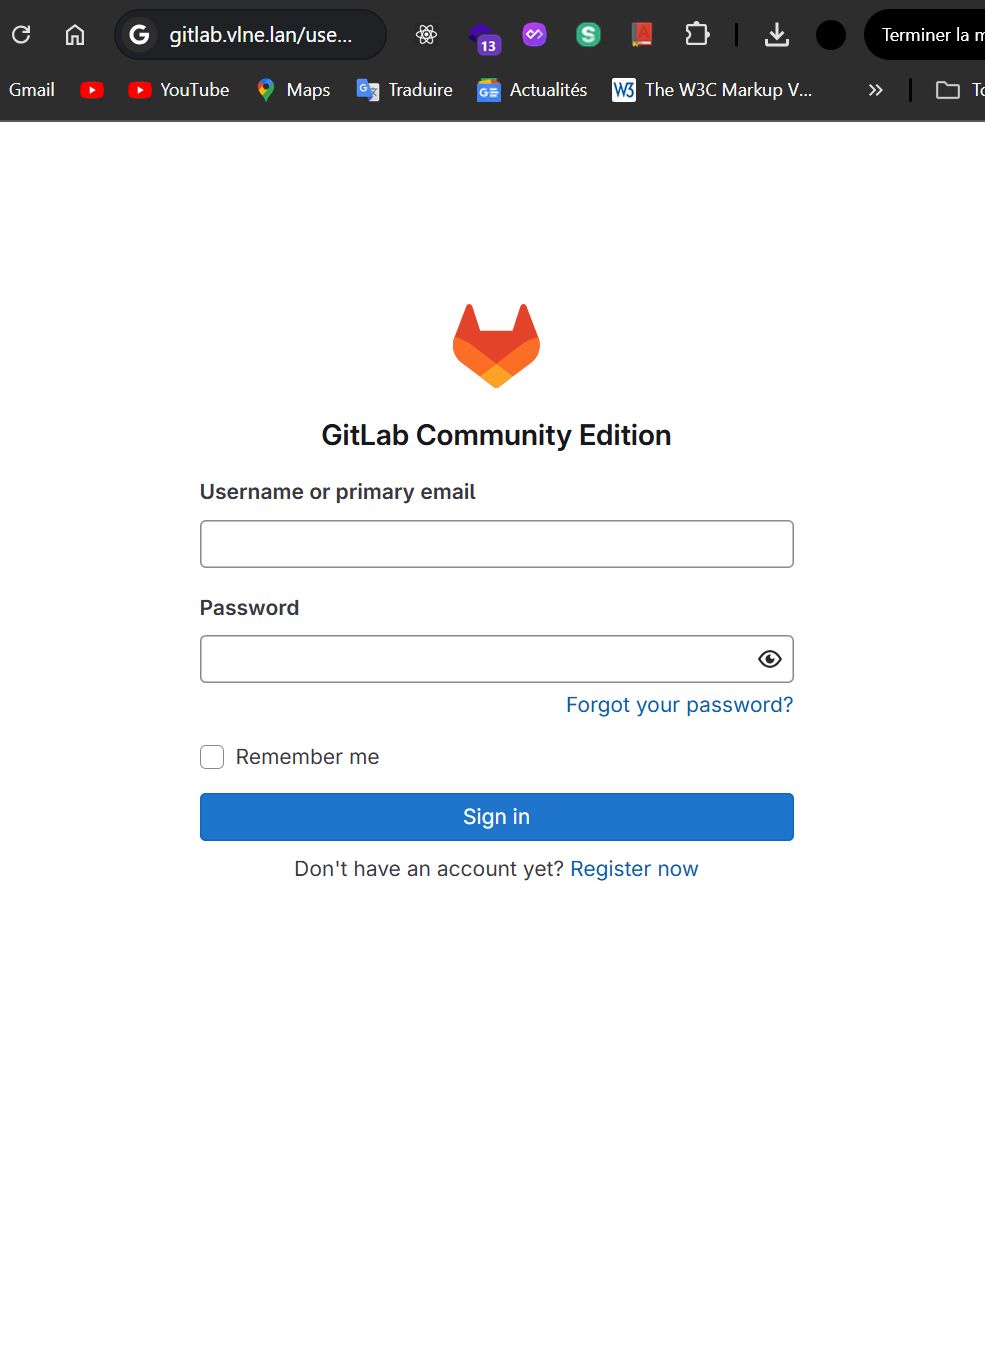 gitlab.vlne.lan/use...
13
Terminer la m
Gmail
YouTube
Maps
Traduire
Actualités
The W3C Markup V...
GitLab Community Edition
Username or primary email
Password
Forgot your password?
Remember me
Sign in
Don't have an account yet? Register now